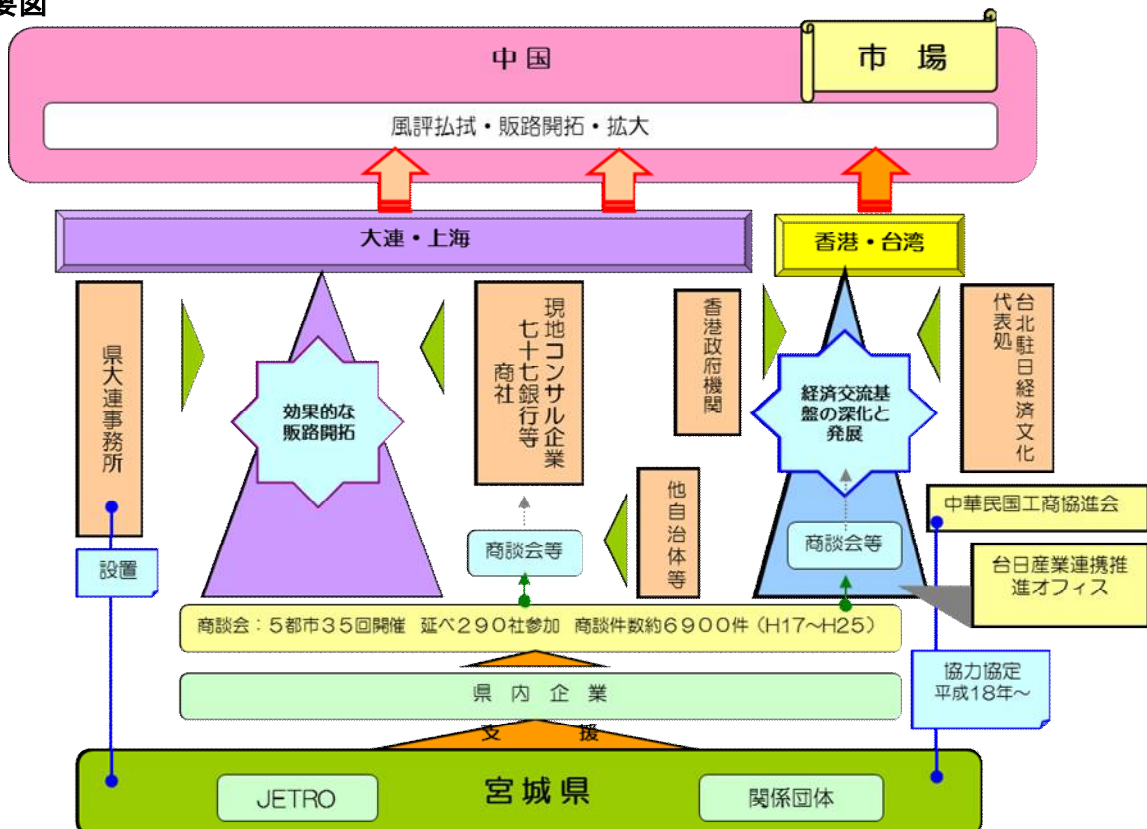 要図
中国
市 場
風評払拭・販路開拓・拡大
大連・上海
香港・台湾
県大連事務所
現地コンサル企業
七十七銀行等
商社
香港政府機関
台北駐日経済文化
代表処
効果的な
販路開拓
経済交流基
盤の深化と
発展
他自治体等
商談会等
商談会等
中華民国工商協進会
台日産業連携推
進オフィス
設置
商談会：５都市３５回開催 延べ２９０社参加 商談件数約６９００件（H17～H25）
協力協定
平成18年～
県 内 企 業
支 援
宮城県
JETRO
関係団体